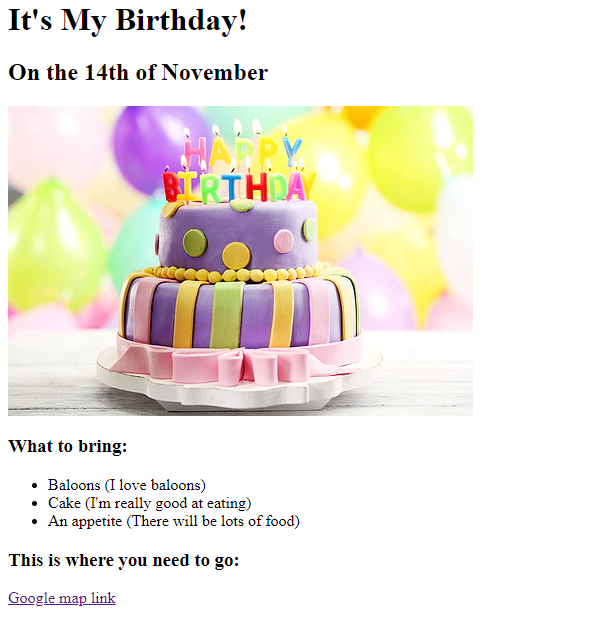 It's My Birthday!
On the 14th of November
HAPPY
BIRTHDAY
What to bring:
Baloons (I love baloons)
Cake (I'm really good at eating)
An appetite (There will be lots of food)
This is where you need to go:
Google map link